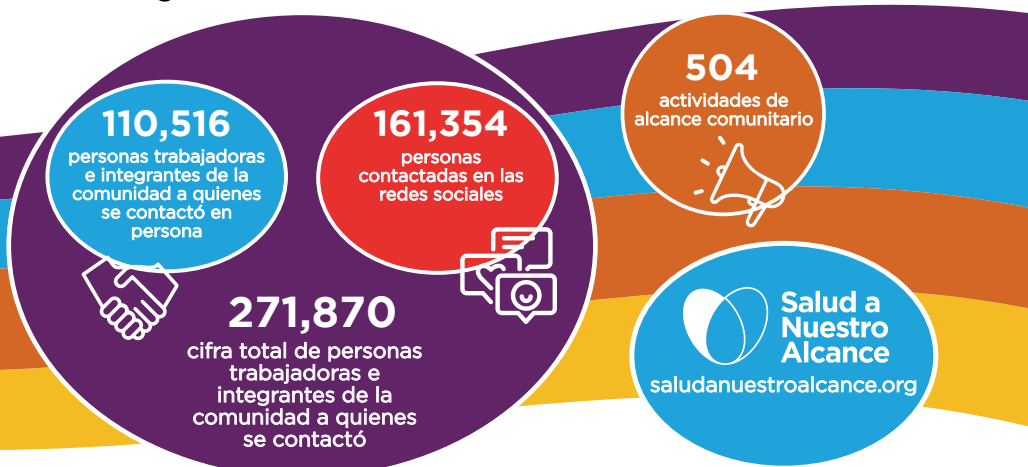 110,516
personas trabajadoras
e integrantes de la
comunidad a quienes
se contactó en
persona
161,354
personas
contactadas en las
redes sociales
271,870
cifra total de personas
trabajadoras e
integrantes de la
comunidad a quienes
se contactó
504
actividades de
alcance comunitario
Salud a
Nuestro
Alcance
saludanuestroalcance.org